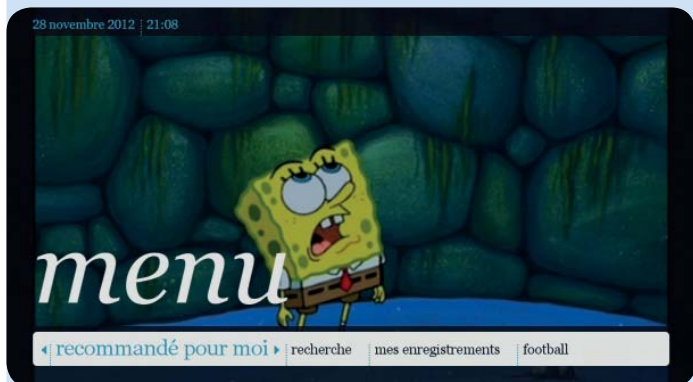 28 novembre 2012 21:08
menu
recommandé pour moi recherche mes enregistrements football